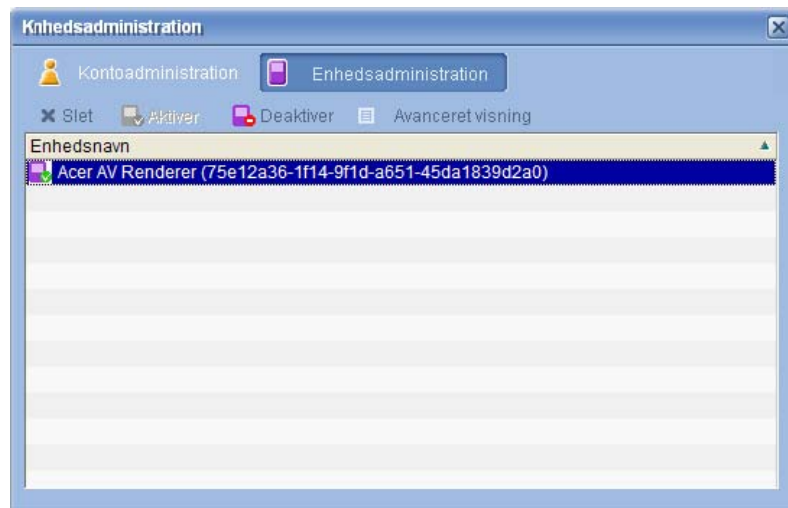 Knhedsadministration
Kontoadministration Enhedsadministration
Slet Aktiver Deaktiver Avanceret visning
Enhedsnavn
Acer AV Renderer (75e12a36-1f14-9f1d-a651-45da1839d2a0)